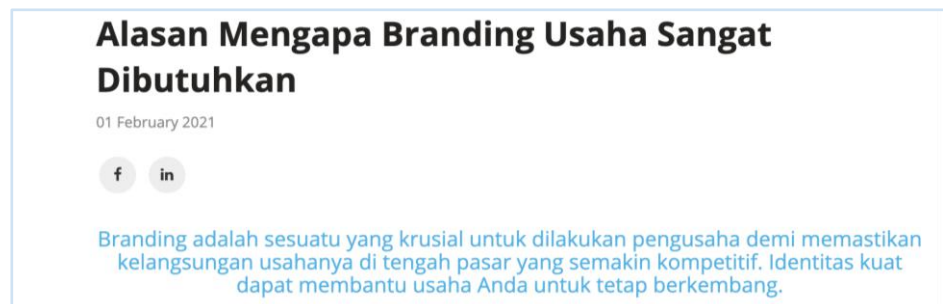 Alasan Mengapa Branding Usaha Sangat
Dibutuhkan
01 February 2021
f in
Branding adalah sesuatu yang krusial untuk dilakukan pengusaha demi memastikan
kelangsungan usahanya di tengah pasar yang semakin kompetitif. Identitas kuat
dapat membantu usaha Anda untuk tetap berkembang.